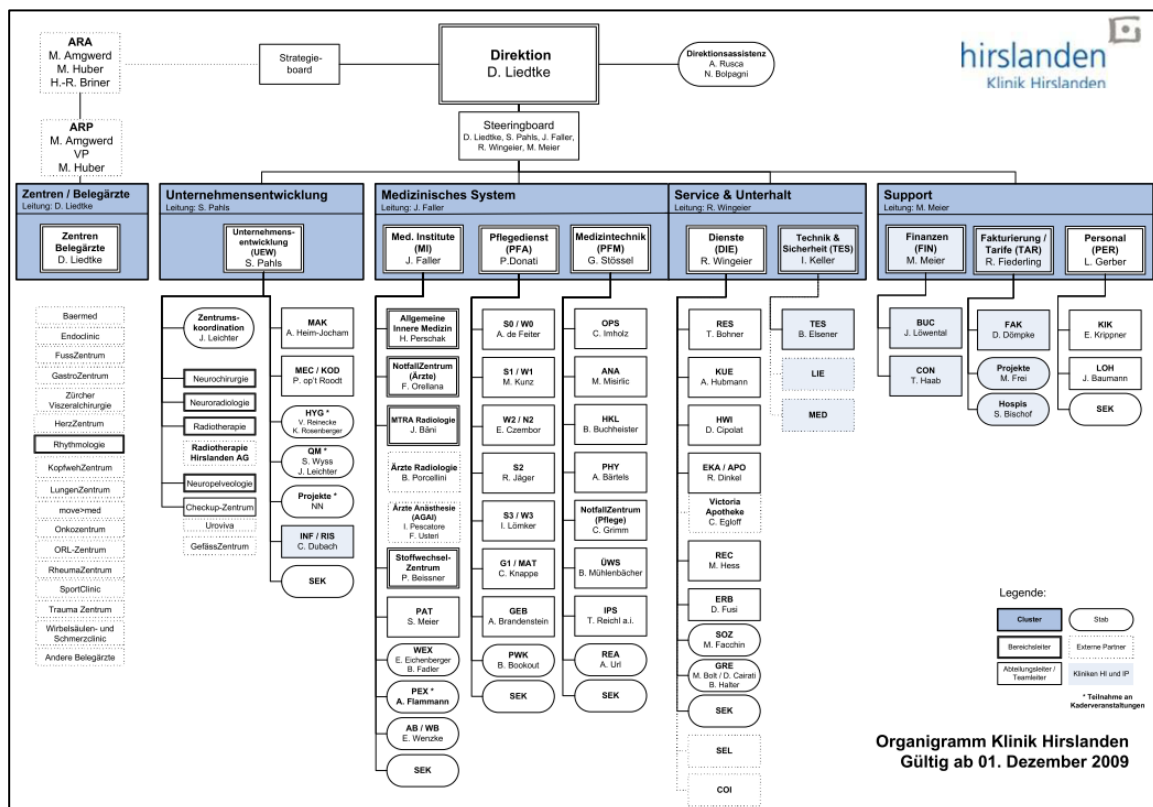 ARA
M. Amgwerd
M. Huber
H.-R. Briner
Strategie-
board
Direktion
D. Liedtke
Direktionsassistenz
A. Rusca
N. Bolpagni
hirslanden
Klinik Hirslanden
ARP
M. Amgwerd
VP
M. Huber
Steeringboard
D. Liedtke, S. Pahls, J. Faller,
R. Wingeier, M. Meier
Zentren / Belegärzte
Leitung: D. Liedtke
Zentren
Belegärzte
D. Liedtke
Unternehmensentwicklung
Leitung: S. Pahls
Unternehmens-
entwicklung
(UEW)
S. Pahls
Medizinisches System
Leitung: J. Faller
Med. Institute
(MI)
J. Faller
Pflegedienst
(PFA)
P.Donati
Medizintechnik
(PFM)
G. Stössel
Service & Unterhalt
Leitung: R. Wingeier
Dienste
(DIE)
R. Wingeier
Technik &
Sicherheit (TES)
I. Keller
Support
Leitung: M. Meier
Finanzen
(FIN)
M. Meier
Fakturierung /
Tarife (TAR)
R. Fiederling
Personal
(PER)
L. Gerber
Baermed
Endoclinic
FussZentrum
GastroZentrum
Zürcher
Viszeralchirurgie
HerzZentrum
Rhythmologie
KopfwehZentrum
LungenZentrum
move>med
Onkozentrum
ORL-Zentrum
RheumaZentrum
SportClinic
Trauma Zentrum
Wirbelsäulen- und
Schmerzclinic
Andere Belegärzte
Zentrums-
koordination
J. Leichter
Neurochirurgie
Neuroradiologie
Radiotherapie
Radiotherapie
Hirslanden AG
Neuropelveologie
Checkup-Zentrum
Uroviva
GefässZentrum
MAK
A. Heim-Jocham
MEC / KOD
P. op't Roodt
HYG *
V. Reinecke
K. Rosenberger
QM *
S. Wyss
J. Leichter
Projekte *
NN
INF / RIS
C. Dubach
SEK
Allgemeine
Innere Medizin
H. Perschak
NotfallZentrum
(Ärzte)
F. Orellana
MTRA Radiologie
J. Bäni
Ärzte Radiologie
B. Porcellini
Ärzte Anästhesie
(AGAI)
I. Pescatore
F. Usteri
Stoffwechsel-
Zentrum
P. Beissner
PAT
S. Meier
WEX
E. Eichenberger
B. Fadler
PEX *
A. Flammann
AB / WB
E. Wenzke
SEK
S0 / W0
A. de Feiter
S1 / W1
M. Kunz
W2 / N2
E. Czembor
S2
R. Jäger
S3 / W3
I. Lömker
G1 / MAT
C. Knappe
GEB
A. Brandenstein
PWK
B. Bookout
SEK
OPS
C. Imholz
ANA
M. Misirlic
HKL
B. Buchheister
PHY
A. Bärtels
NotfallZentrum
(Pflege)
C. Grimm
ÜWS
B. Mühlenbächer
IPS
T. Reichl a.i.
REA
A. Url
SEK
RES
T. Bohner
KUE
A. Hubmann
HWI
D. Cipolat
EKA / APO
R. Dinkel
Victoria
Apotheke
C. Egloff
REC
M. Hess
ERB
D. Fusi
SOZ
M. Facchin
GRE
M. Bolt / D. Cairati
B. Halter
SEK
SEL
COI
TES
B. Elsener
LIE
MED
BUC
J. Löwental
CON
T. Haab
FAK
D. Dömpke
Projekte
M. Frei
Hospis
S. Bischof
KIK
E. Krippner
LOH
J. Baumann
SEK
Legende:
Cluster
Stab
Bereichsleiter
Externe Partner
Abteilungsleiter /
Teamleiter
Kliniken HI und IP
* Teilnahme an
Kaderveranstaltungen
Organigramm Klinik Hirslanden
Gültig ab 01. Dezember 2009